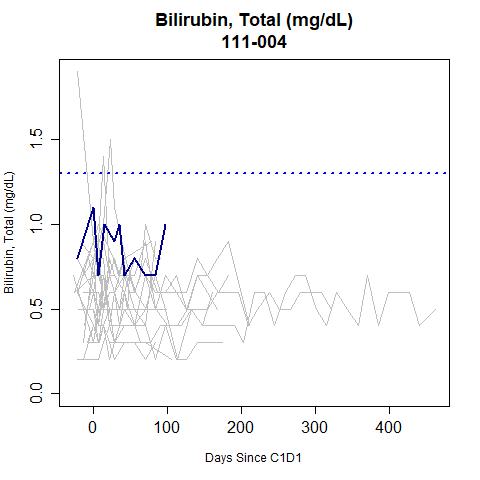 Bilirubin, Total (mg/dL)
111-004
Bilirubin, Total (mg/dL)
1.5
1.0
0.5
0.0
0 100 200 300 400
Days Since C1D1